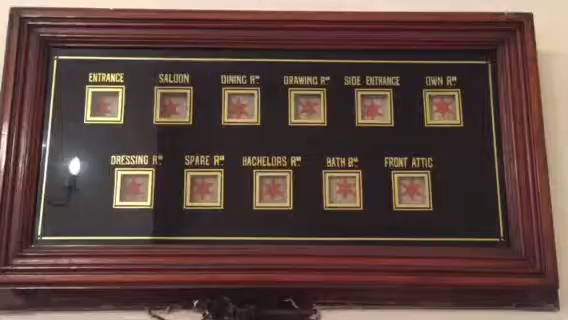 ENTRANCE SALOON DINING Rᴹ DRAWING Rᴹ SIDE ENTRANCE OWN Rᴹ
DRESSING Rᴹ SPARE Rᴹ BACHELORS Rᴹ BATH Rᴹ FRONT ATTIC